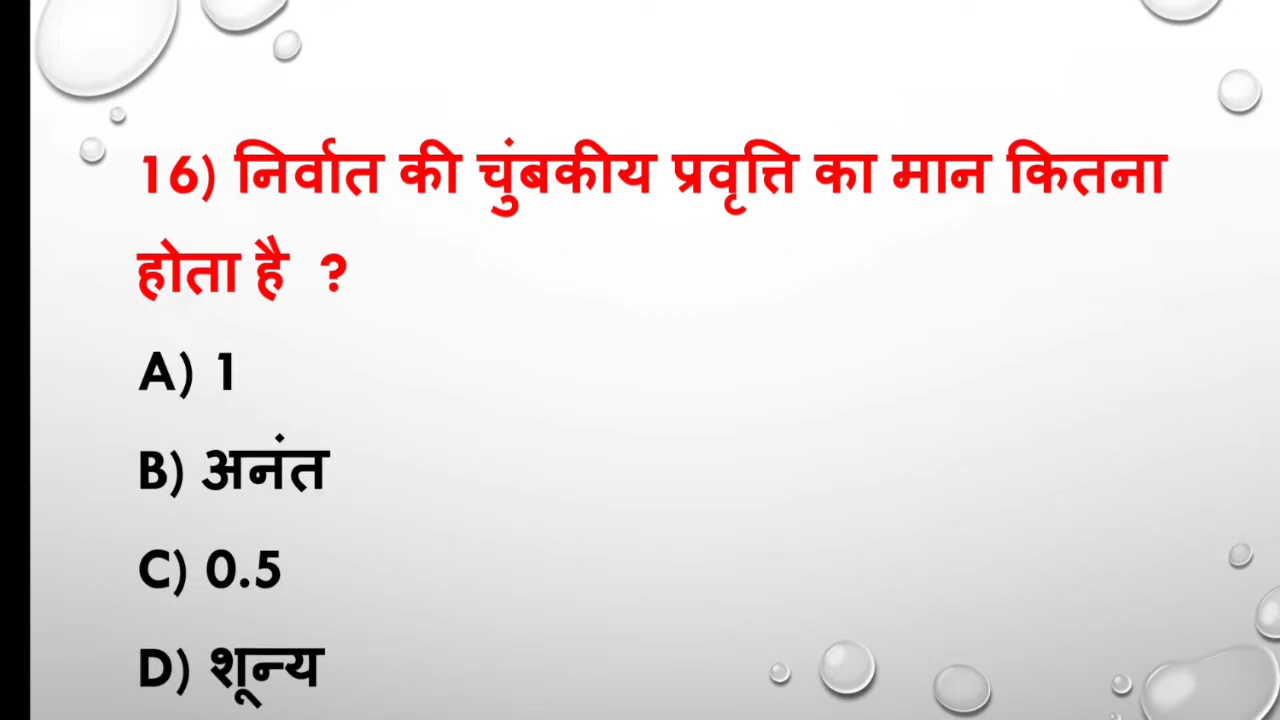 16) निर्वात की चुंबकीय प्रवृत्ति का मान कितना
होता है ?
A) 1
B) अनंत
C) 0.5
D) शून्य